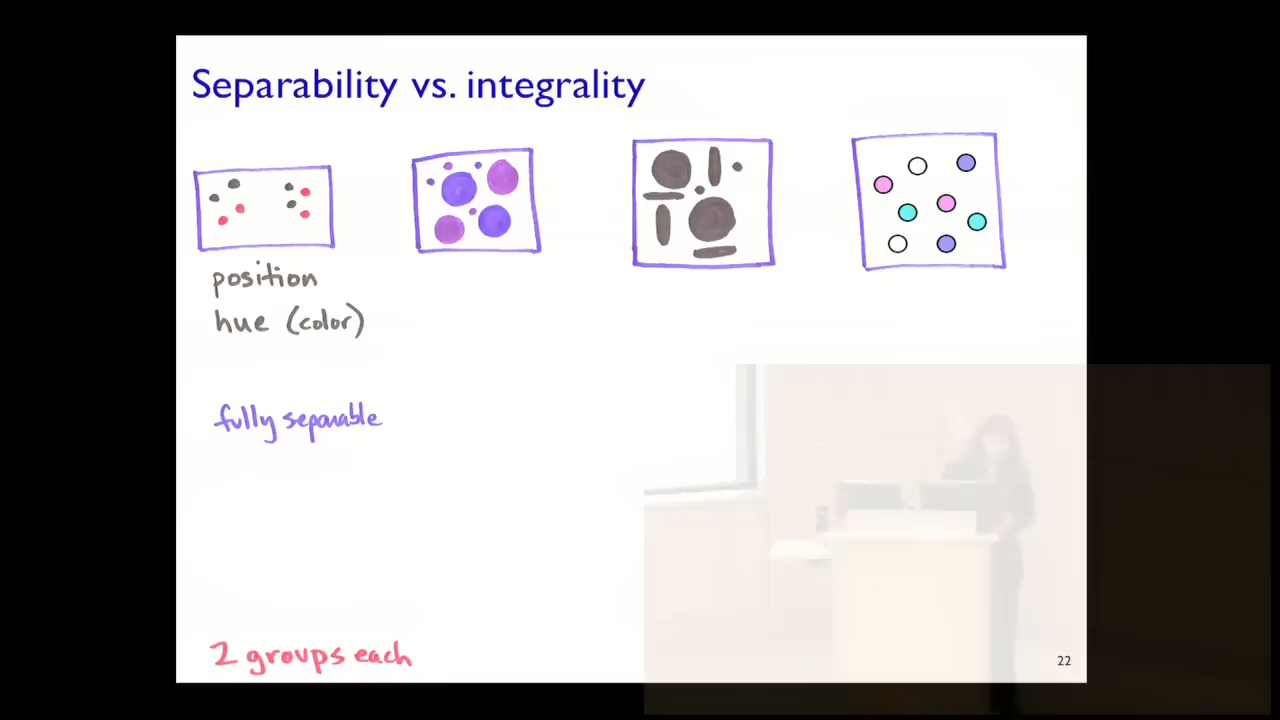 Separability vs. integrality
position
hue (color)
fully separable
2 groups each
22